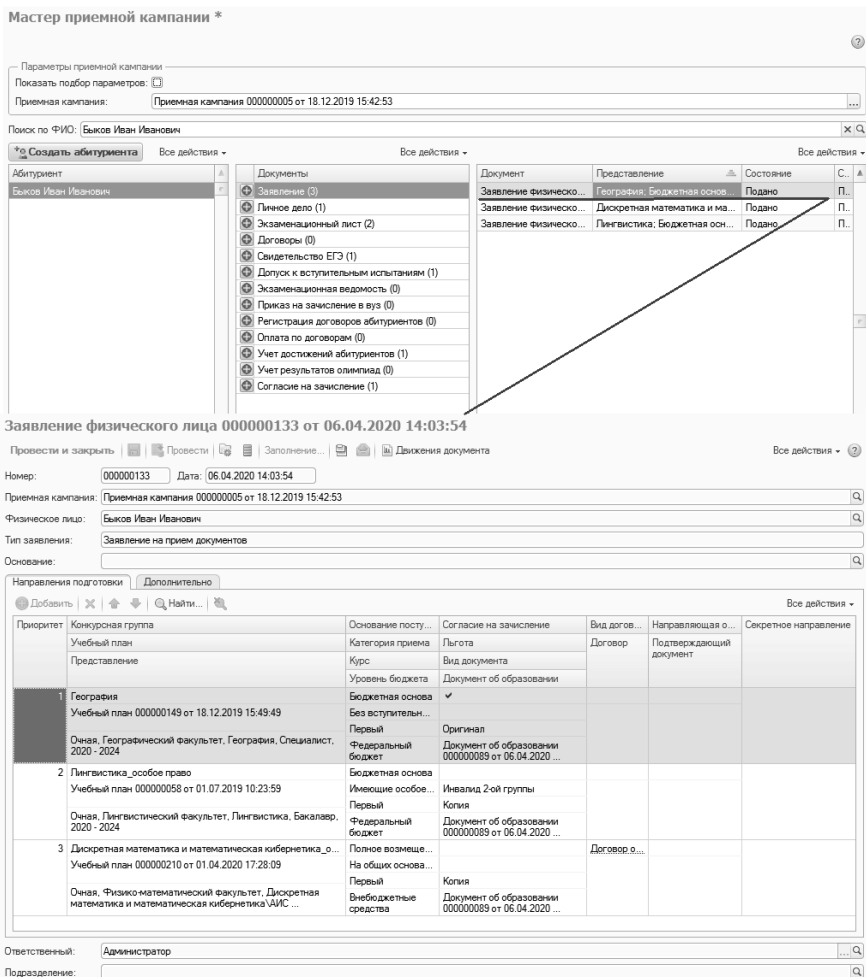 Мастер приемной кампании *
Параметры приемной кампании
Показать подбор параметров:
Приемная кампания: Приемная кампания 000000005 от 18.12.2019 15:42:53 ...
Поиск по ФИО: Быков Иван Иванович
Создать абитуриента Все действия Все действия Все действия
Абитуриент
Быков Иван Иванович
Документы
Заявление (3)
Личное дело (1)
Экзаменационный лист (2)
Договоры (0)
Свидетельство ЕГЭ (1)
Допуск к вступительным испытаниям (1)
Экзаменационная ведомость (0)
Приказ на зачисление в вуз (0)
Регистрация договоров абитуриентов (0)
Оплата по договорам (0)
Учет достижений абитуриентов (1)
Учет результатов олимпиад (0)
Согласие на зачисление (1)
Документ Представление Состояние С..
Заявление физическо... География; Бюджетная основ... Подано П..
Заявление физическо... Дискретная математика и ма... Подано П..
Заявление физическо... Лингвистика; Бюджетная осн... Подано П..
Заявление физического лица 000000133 от 06.04.2020 14:03:54
Провести и закрыть Провести Заполнение... Движения документа Все действия
Номер: 000000133 Дата: 06.04.2020 14:03:54
Приемная кампания: Приемная кампания 000000005 от 18.12.2019 15:42:53
Физическое лицо: Быков Иван Иванович
Тип заявления: Заявление на прием документов
Основание:
Направления подготовки Дополнительно
Добавить Найти... Все действия
Приоритет Конкурсная группа Основание посту... Согласие на зачисление Вид догов... Направляющая о... Секретное направление
Учебный план Категория приема Льгота Договор Подтверждающий документ
Представление Курс Вид документа
Уровень бюджета Документ об образовании
1 География Бюджетная основа ✔
Учебный план 000000149 от 18.12.2019 15:49:49 Без вступительн...
Первый Оригинал
Очная, Географический факультет, География, Специалист, 2020 - 2024 Федеральный бюджет Документ об образовании 000000089 от 06.04.2020 ...
2 Лингвистика_особое право Бюджетная основа
Учебный план 000000058 от 01.07.2019 10:23:59 Имеющие особое... Инвалид 2-ой группы
Первый Копия
Очная, Лингвистический факультет, Лингвистика, Бакалавр, 2020 - 2024 Федеральный бюджет Документ об образовании 000000089 от 06.04.2020 ...
3 Дискретная математика и математическая кибернетика_о... Полное возмеще... Договор о...
Учебный план 000000210 от 01.04.2020 17:28:09 На общих основа...
Первый Копия
Очная, Физико-математический факультет, Дискретная математика и математическая кибернетика\АИС ... Внебюджетные средства Документ об образовании 000000089 от 06.04.2020 ...
Ответственный: Администратор ...
Подразделение: